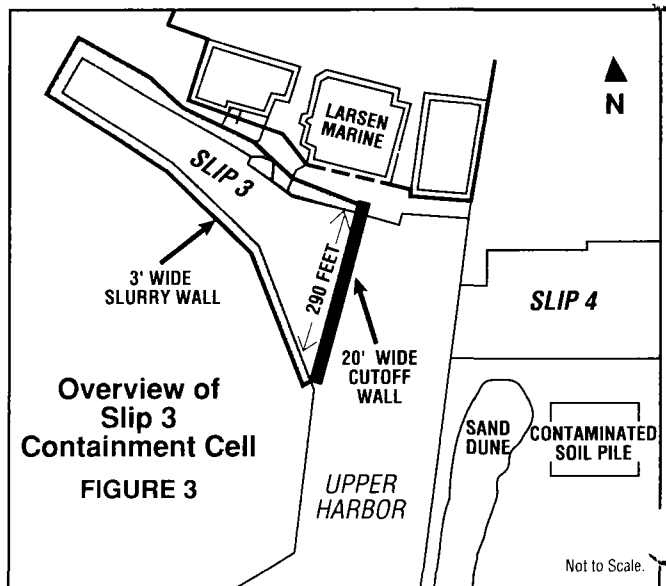 N
LARSEN
MARINE
SLIP 3
3' WIDE
SLURRY WALL
290 FEET
20' WIDE
CUTOFF
WALL
SLIP 4
Overview of
Slip 3
Containment Cell
FIGURE 3
UPPER
HARBOR
SAND
DUNE
CONTAMINATED
SOIL PILE
Not to Scale.